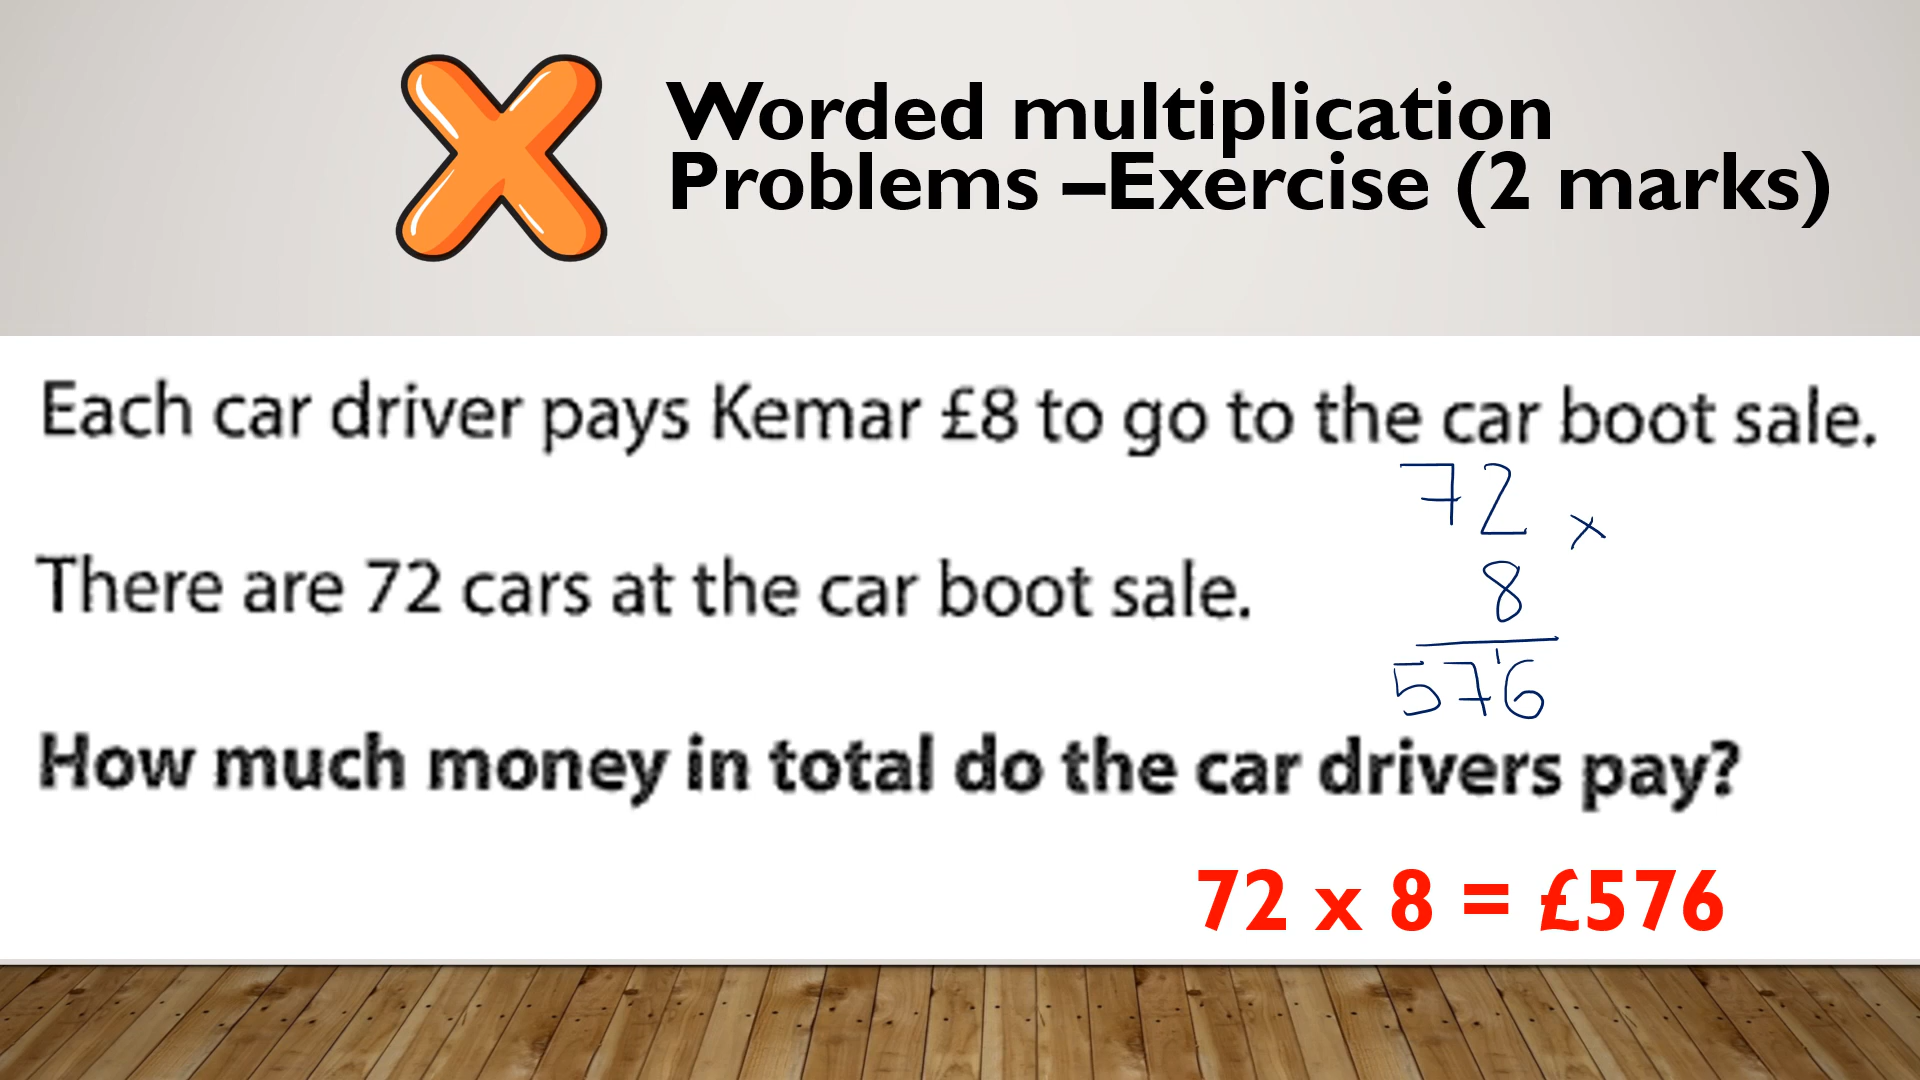 Worded multiplication
Problems –Exercise (2 marks)
Each car driver pays Kemar £8 to go to the car boot sale.
72 x
There are 72 cars at the car boot sale.
8
576
1
How much money in total do the car drivers pay?
72 x 8 = £576